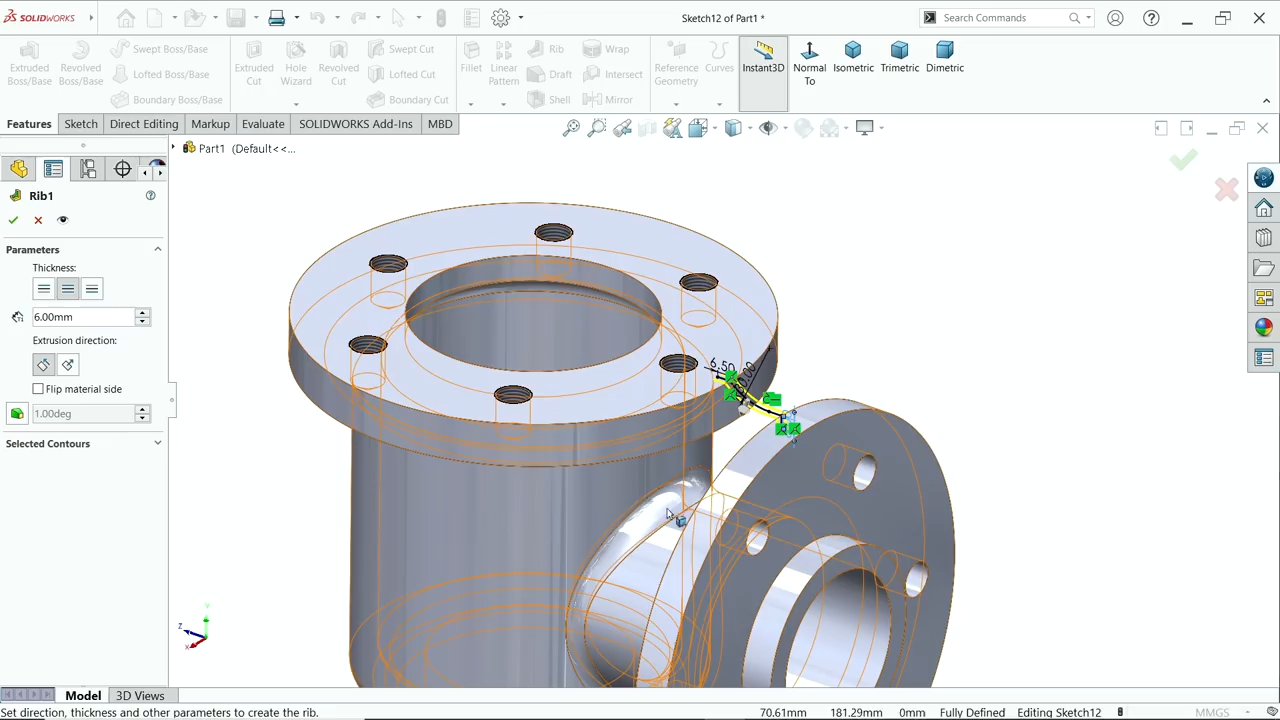 SOLIDWORKS
Sketch12 of Part1 *
Search Commands
Extruded Boss/Base
Revolved Boss/Base
Swept Boss/Base
Lofted Boss/Base
Boundary Boss/Base
Extruded Cut
Hole Wizard
Revolved Cut
Swept Cut
Lofted Cut
Boundary Cut
Fillet
Linear Pattern
Rib
Draft
Shell
Wrap
Intersect
Mirror
Reference Geometry
Curves
Instant3D
Normal To
Isometric
Trimetric
Dimetric
Features
Sketch
Direct Editing
Markup
Evaluate
SOLIDWORKS Add-Ins
MBD
Part1 (Default<<...
Rib1
Parameters
Thickness:
6.00mm
Extrusion direction:
Flip material side
1.00deg
Selected Contours
6.50
Y
Z
X
Model
3D Views
Set direction, thickness and other parameters to create the rib.
70.61mm
181.29mm
0mm
Fully Defined
Editing Sketch12
MMGS